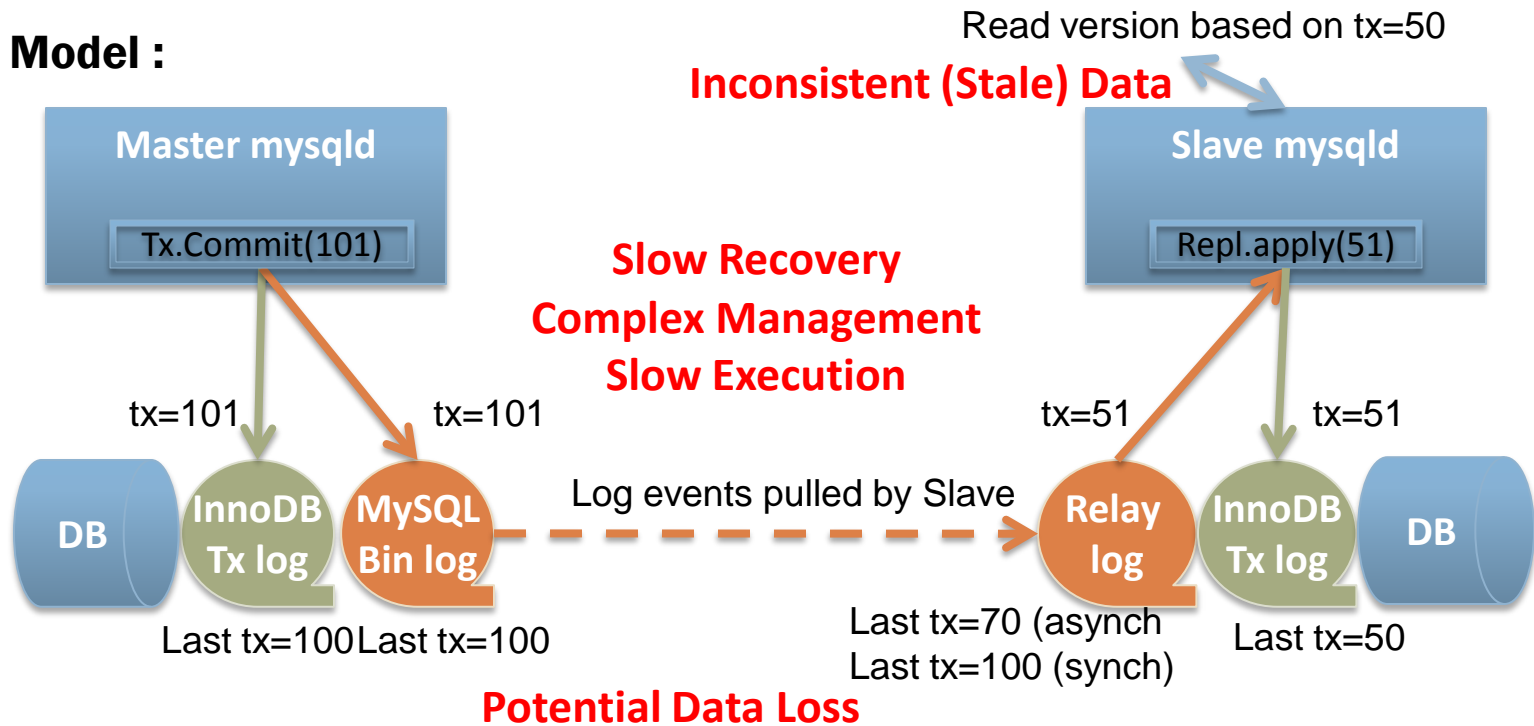 Model :
Read version based on tx=50
Inconsistent (Stale) Data
Master mysqld
Tx.Commit(101)
Slave mysqld
Repl.apply(51)
Slow Recovery
Complex Management
Slow Execution
tx=101
tx=101
tx=51
tx=51
DB
InnoDB
Tx log
MySQL
Bin log
Log events pulled by Slave
Relay
log
InnoDB
Tx log
DB
Last tx=100
Last tx=100
Last tx=70 (asynch
Last tx=100 (synch)
Last tx=50
Potential Data Loss